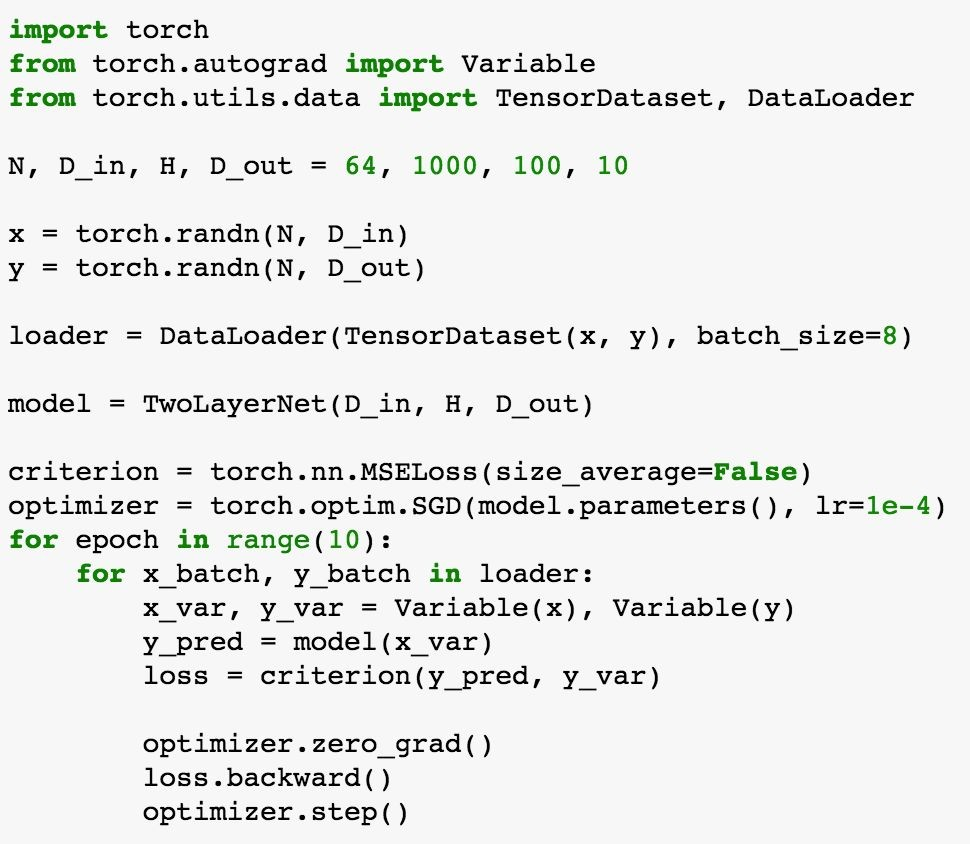 import torch
from torch.autograd import Variable
from torch.utils.data import TensorDataset, DataLoader
N, D_in, H, D_out = 64, 1000, 100, 10
x = torch.randn(N, D_in)
y = torch.randn(N, D_out)
loader = DataLoader(TensorDataset(x, y), batch_size=8)
model = TwoLayerNet(D_in, H, D_out)
criterion = torch.nn.MSELoss(size_average=False)
optimizer = torch.optim.SGD(model.parameters(), lr=1e-4)
for epoch in range(10):
    for x_batch, y_batch in loader:
        x_var, y_var = Variable(x), Variable(y)
        y_pred = model(x_var)
        loss = criterion(y_pred, y_var)
        optimizer.zero_grad()
        loss.backward()
        optimizer.step()